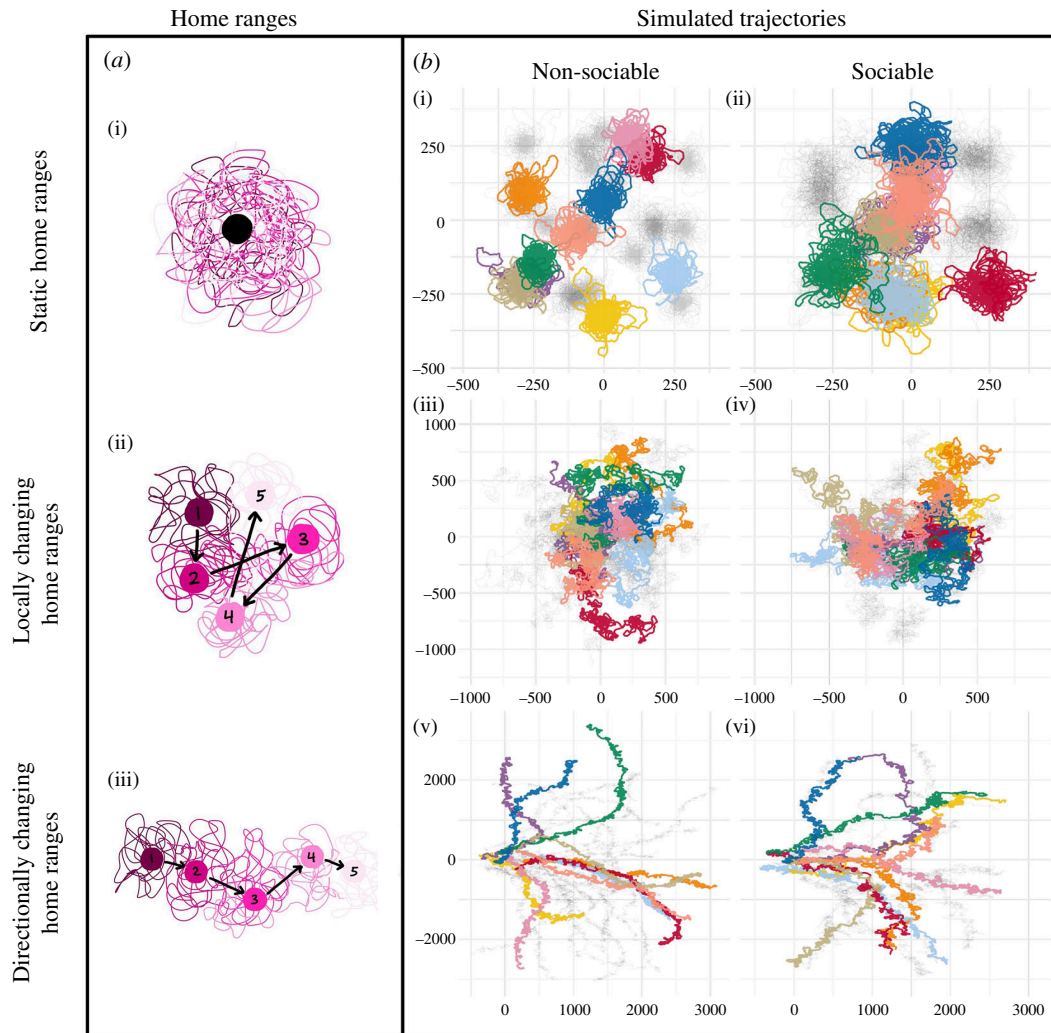 Home ranges
Simulated trajectories
(a)
(b)
Non-sociable
Sociable
Static home ranges
(i)
(i)
(ii)
250
0
−250
−500
−500
−250
0
250
−500
−250
0
250
Locally changing
home ranges
(ii)
1
2
3
4
5
(iii)
(iv)
1000
500
0
−500
−1000
−1000
−500
0
500
−1000
−500
0
500
Directionally changing
home ranges
(iii)
1
2
3
4
5
(v)
(vi)
2000
0
−2000
0
1000
2000
3000
0
1000
2000
3000